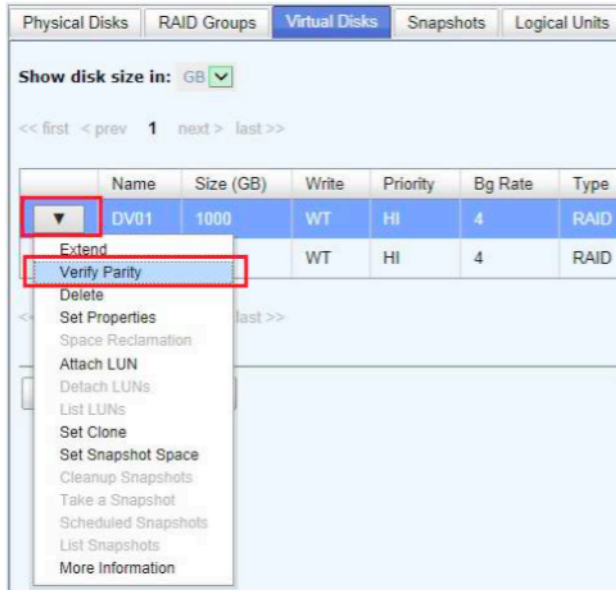 Physical Disks RAID Groups Virtual Disks Snapshots Logical Units
Show disk size in: GB
<< first < prev 1 next > last >>
Name Size (GB) Write Priority Bg Rate Type
▼ DV01 1000 WT HI 4 RAID
WT HI 4 RAID
Extend
Verify Parity
Delete
<< last >>
Set Properties
Space Reclamation
Attach LUN
Detach LUNs
List LUNs
Set Clone
Set Snapshot Space
Cleanup Snapshots
Take a Snapshot
Scheduled Snapshots
List Snapshots
More Information